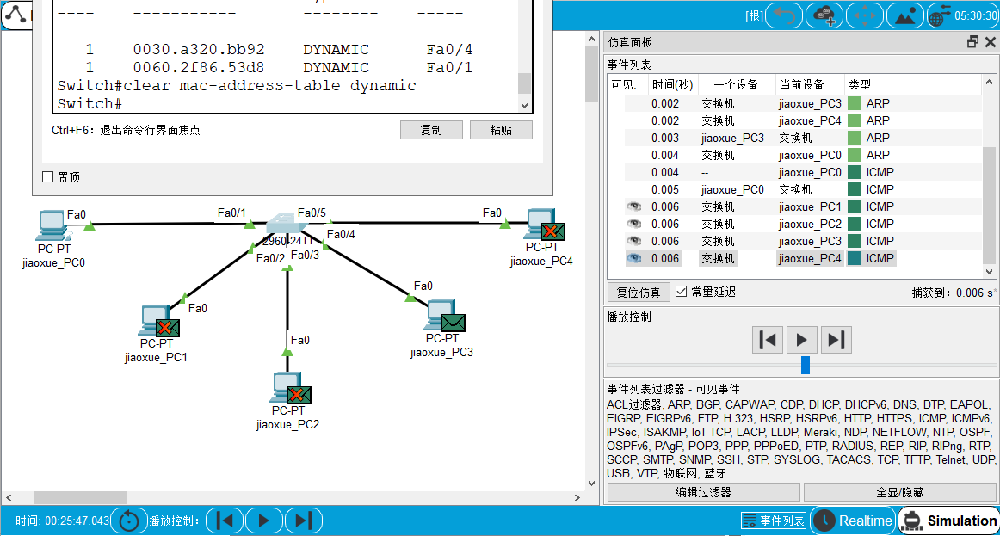 ----    -----------    --------    -----
1    0030.a320.bb92    DYNAMIC    Fa0/4
1    0060.2f86.53d8    DYNAMIC    Fa0/1
Switch#clear mac-address-table dynamic
Switch#
Ctrl+F6：退出命令行界面焦点
复制
粘贴
置顶
[根]
05:30:30
Fa0
Fa0/1
Fa0/5
Fa0
PC-PT
jiaoxue_PC0
Fa0/4
Fa0/2
Fa0/3
PC-PT
jiaoxue_PC4
Fa0
PC-PT
jiaoxue_PC1
Fa0
PC-PT
jiaoxue_PC3
Fa0
PC-PT
jiaoxue_PC2
仿真面板
事件列表
可见. 时间(秒) 上一个设备 当前设备 类型
0.002 交换机 jiaoxue_PC3 ARP
0.002 交换机 jiaoxue_PC4 ARP
0.003 jiaoxue_PC3 交换机 ARP
0.004 交换机 jiaoxue_PC0 ARP
0.004 -- jiaoxue_PC0 ICMP
0.005 jiaoxue_PC0 交换机 ICMP
0.006 交换机 jiaoxue_PC1 ICMP
0.006 交换机 jiaoxue_PC2 ICMP
0.006 交换机 jiaoxue_PC3 ICMP
0.006 交换机 jiaoxue_PC4 ICMP
复位仿真 常量延迟 捕获到：0.006 s
播放控制
事件列表过滤器 - 可见事件
ACL过滤器, ARP, BGP, CAPWAP, CDP, DHCP, DHCPv6, DNS, DTP, EAPOL,
EIGRP, EIGRPv6, FTP, H.323, HSRP, HSRPv6, HTTP, HTTPS, ICMP, ICMPv6,
IPSec, ISAKMP, IoT TCP, LACP, LLDP, Meraki, NDP, NETFLOW, NTP, OSPF,
OSPFv6, PAgP, POP3, PPP, PPPoED, PTP, RADIUS, REP, RIP, RIPng, RTP,
SCCP, SMTP, SNMP, SSH, STP, SYSLOG, TACACS, TCP, TFTP, Telnet, UDP,
USB, VTP, 物联网, 蓝牙
编辑过滤器
全显/隐藏
时间: 00:25:47.043
播放控制：
事件列表
Realtime
Simulation